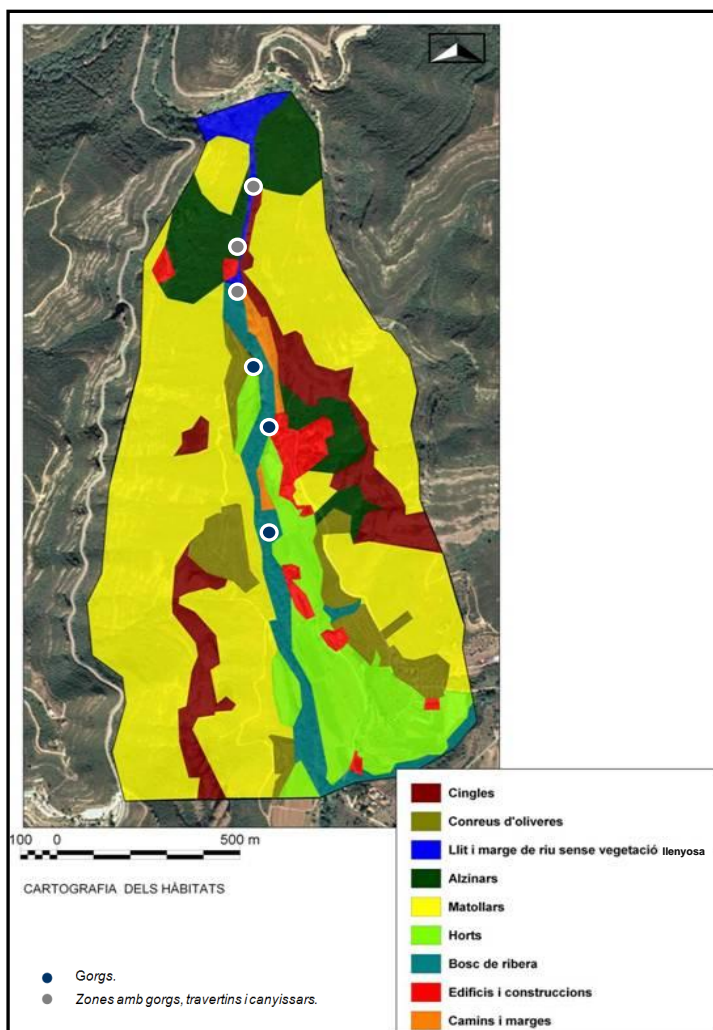 100 0 500 m
CARTOGRAFIA DELS HÀBITATS
Gorgs.
Zones amb gorgs, travertins i canyissars.
Cingles
Conreus d'oliveres
Llit i marge de riu sense vegetació llenyosa
Alzinars
Matollars
Horts
Bosc de ribera
Edificis i construccions
Camins i marges